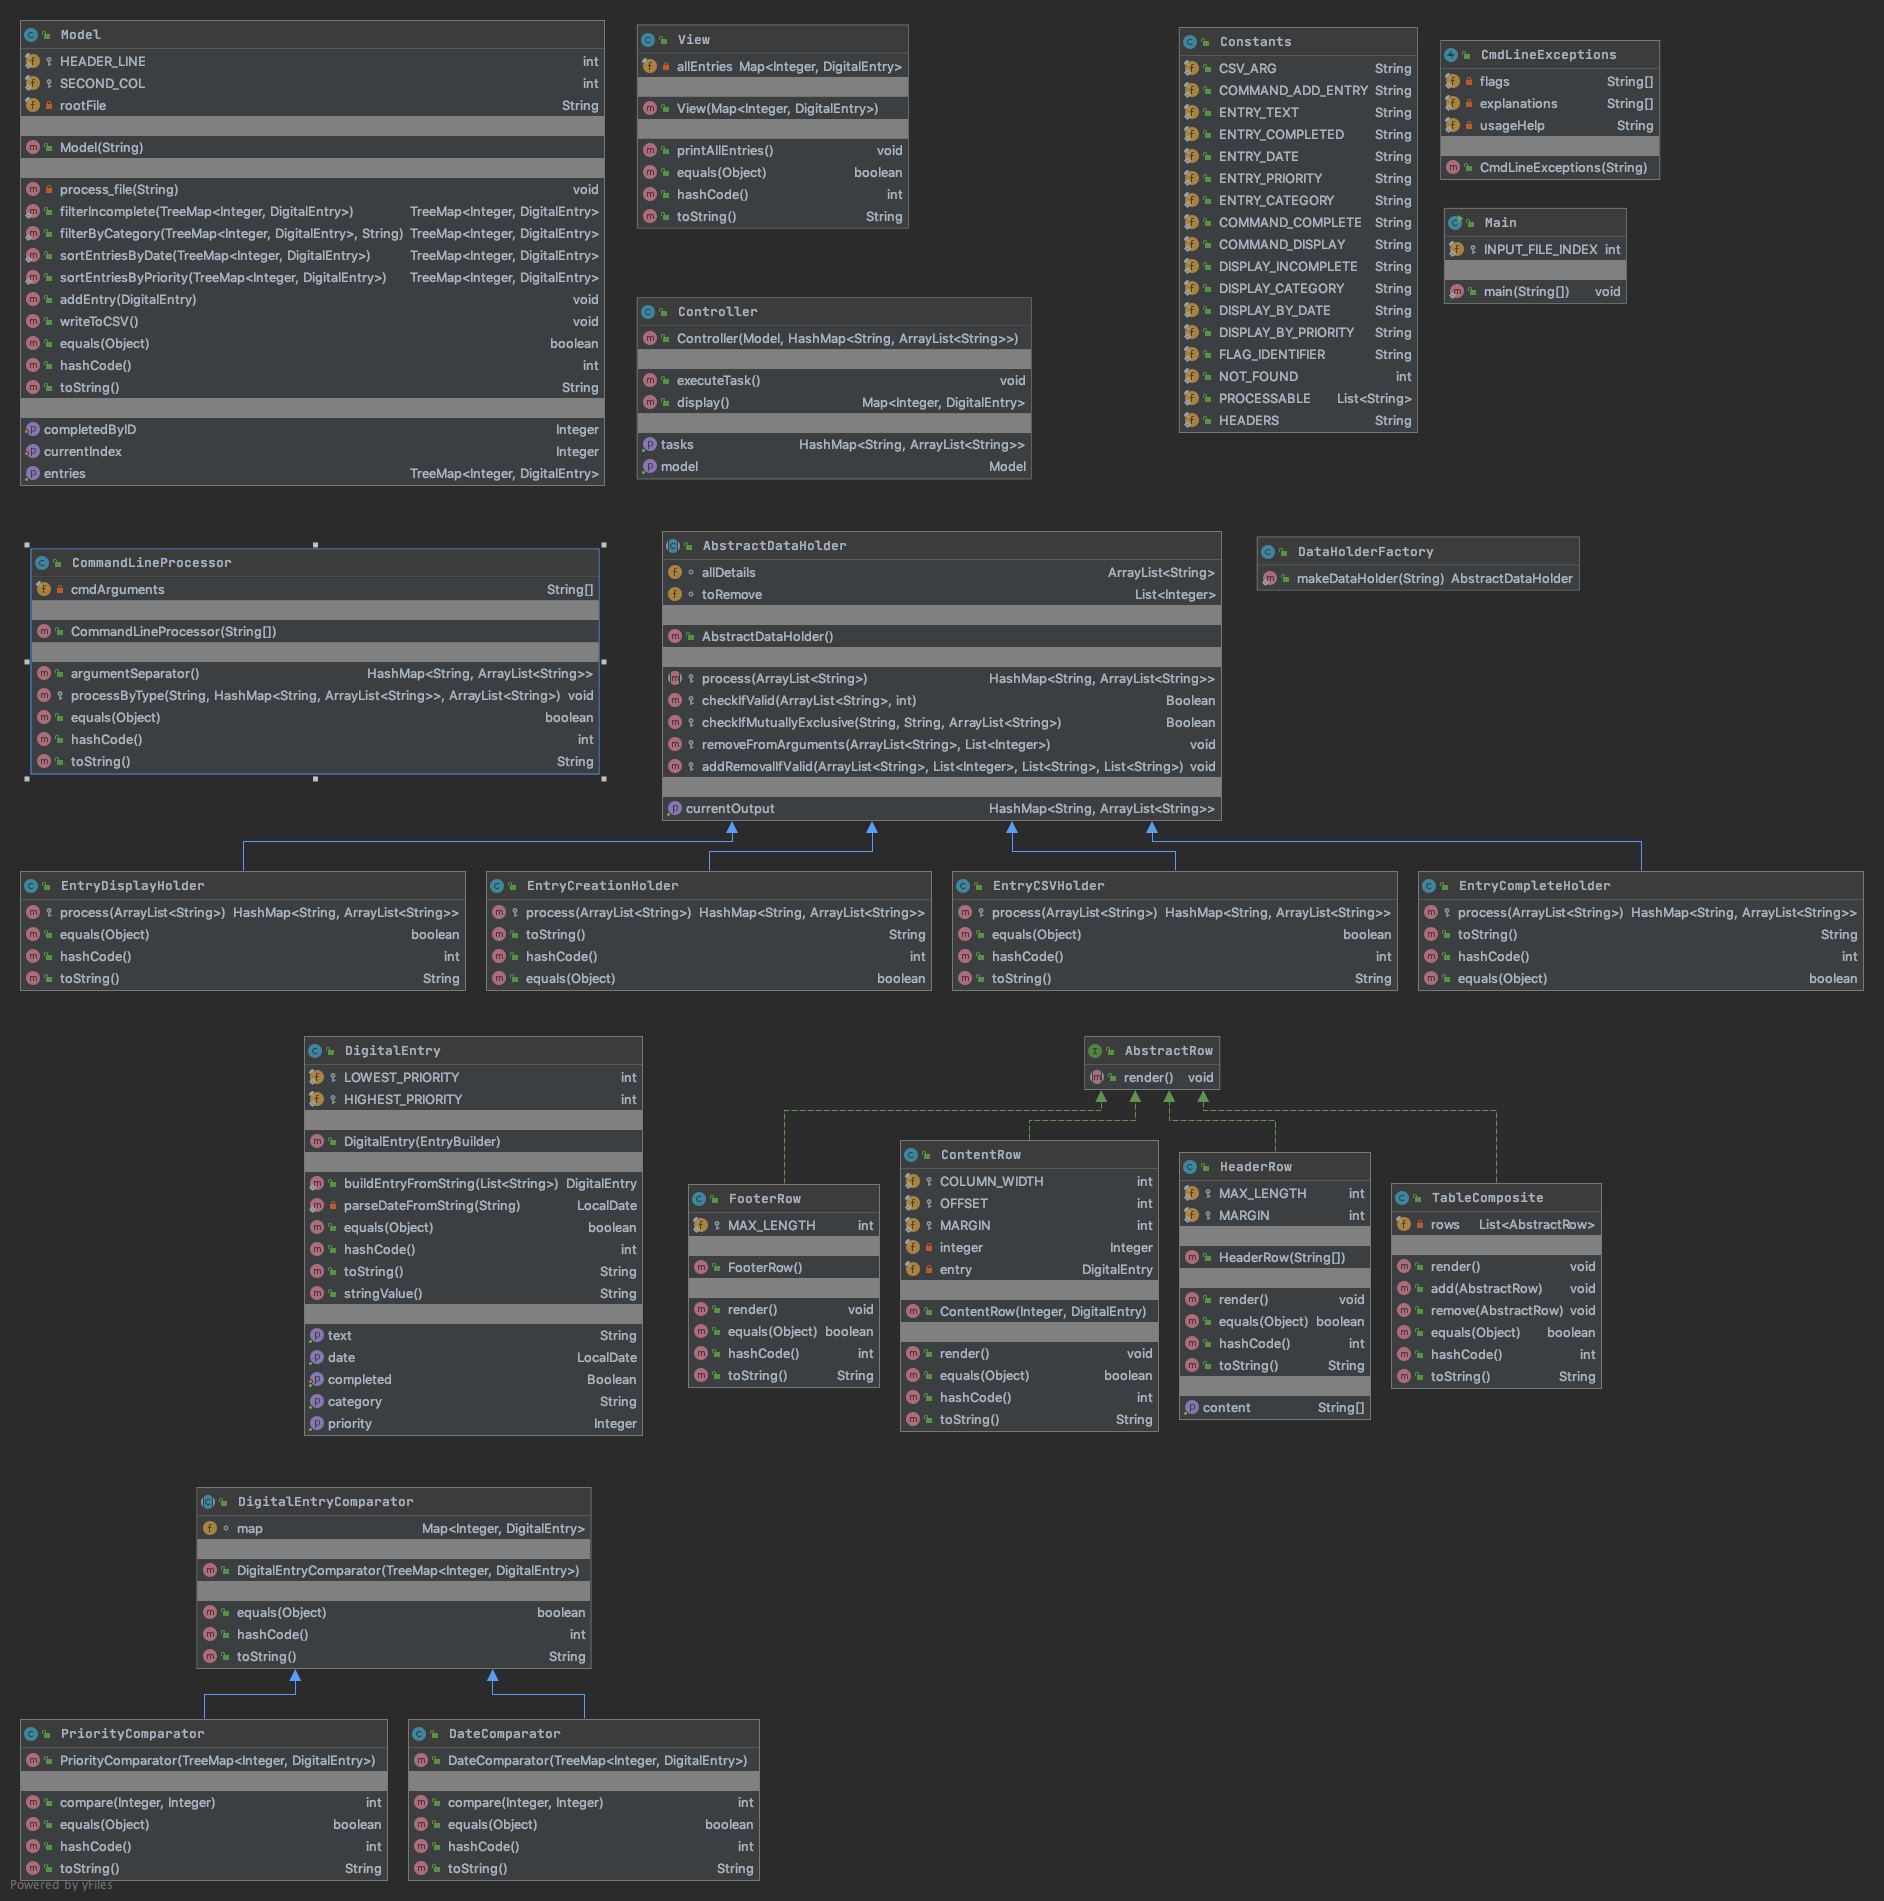 Model
HEADER_LINE int
SECOND_COL int
rootFile String
Model(String)
process_file(String) void
filterIncomplete(TreeMap<Integer, DigitalEntry>) TreeMap<Integer, DigitalEntry>
filterByCategory(TreeMap<Integer, DigitalEntry>, String) TreeMap<Integer, DigitalEntry>
sortEntriesByDate(TreeMap<Integer, DigitalEntry>) TreeMap<Integer, DigitalEntry>
sortEntriesByPriority(TreeMap<Integer, DigitalEntry>) TreeMap<Integer, DigitalEntry>
addEntry(DigitalEntry) void
writeToCSV() void
equals(Object) boolean
hashCode() int
toString() String
completedByID Integer
currentIndex Integer
entries TreeMap<Integer, DigitalEntry>
View
allEntries Map<Integer, DigitalEntry>
View(Map<Integer, DigitalEntry>)
printAllEntries() void
equals(Object) boolean
hashCode() int
toString() String
Controller
Controller(Model, HashMap<String, ArrayList<String>>)
executeTask() void
display() Map<Integer, DigitalEntry>
tasks HashMap<String, ArrayList<String>>
model Model
Constants
CSV_ARG String
COMMAND_ADD_ENTRY String
ENTRY_TEXT String
ENTRY_COMPLETED String
ENTRY_DATE String
ENTRY_PRIORITY String
ENTRY_CATEGORY String
COMMAND_COMPLETE String
COMMAND_DISPLAY String
DISPLAY_INCOMPLETE String
DISPLAY_CATEGORY String
DISPLAY_BY_DATE String
DISPLAY_BY_PRIORITY String
FLAG_IDENTIFIER String
NOT_FOUND int
PROCESSABLE List<String>
HEADERS String
CmdLineExceptions
flags String[]
explanations String[]
usageHelp String
CmdLineExceptions(String)
Main
INPUT_FILE_INDEX int
main(String[]) void
CommandLineProcessor
cmdArguments String[]
CommandLineProcessor(String[])
argumentSeparator() HashMap<String, ArrayList<String>>
processByType(String, HashMap<String, ArrayList<String>>, ArrayList<String>) void
equals(Object) boolean
hashCode() int
toString() String
AbstractDataHolder
allDetails ArrayList<String>
toRemove List<Integer>
AbstractDataHolder()
process(ArrayList<String>) HashMap<String, ArrayList<String>>
checkIfValid(ArrayList<String>, int) Boolean
checkIfMutuallyExclusive(String, String, ArrayList<String>) Boolean
removeFromArguments(ArrayList<String>, List<Integer>) void
addRemovalIfValid(ArrayList<String>, List<Integer>, List<String>, List<String>) void
currentOutput HashMap<String, ArrayList<String>>
DataHolderFactory
makeDataHolder(String) AbstractDataHolder
EntryDisplayHolder
process(ArrayList<String>) HashMap<String, ArrayList<String>>
equals(Object) boolean
hashCode() int
toString() String
EntryCreationHolder
process(ArrayList<String>) HashMap<String, ArrayList<String>>
toString() String
hashCode() int
equals(Object) boolean
EntryCSVHolder
process(ArrayList<String>) HashMap<String, ArrayList<String>>
equals(Object) boolean
hashCode() int
toString() String
EntryCompleteHolder
process(ArrayList<String>) HashMap<String, ArrayList<String>>
toString() String
hashCode() int
equals(Object) boolean
DigitalEntry
LOWEST_PRIORITY int
HIGHEST_PRIORITY int
DigitalEntry(EntryBuilder)
buildEntryFromString(List<String>) DigitalEntry
parseDateFromString(String) LocalDate
equals(Object) boolean
hashCode() int
toString() String
stringValue() String
text String
date LocalDate
completed Boolean
category String
priority Integer
AbstractRow
render() void
FooterRow
MAX_LENGTH int
FooterRow()
render() void
equals(Object) boolean
hashCode() int
toString() String
ContentRow
COLUMN_WIDTH int
OFFSET int
MARGIN int
integer Integer
entry DigitalEntry
ContentRow(Integer, DigitalEntry)
render() void
equals(Object) boolean
hashCode() int
toString() String
HeaderRow
MAX_LENGTH int
MARGIN int
HeaderRow(String[])
render() void
equals(Object) boolean
hashCode() int
toString() String
content String[]
TableComposite
rows List<AbstractRow>
render() void
add(AbstractRow) void
remove(AbstractRow) void
equals(Object) boolean
hashCode() int
toString() String
DigitalEntryComparator
map Map<Integer, DigitalEntry>
DigitalEntryComparator(TreeMap<Integer, DigitalEntry>)
equals(Object) boolean
hashCode() int
toString() String
PriorityComparator
PriorityComparator(TreeMap<Integer, DigitalEntry>)
compare(Integer, Integer) int
equals(Object) boolean
hashCode() int
toString() String
DateComparator
DateComparator(TreeMap<Integer, DigitalEntry>)
compare(Integer, Integer) int
equals(Object) boolean
hashCode() int
toString() String
Powered by yFiles